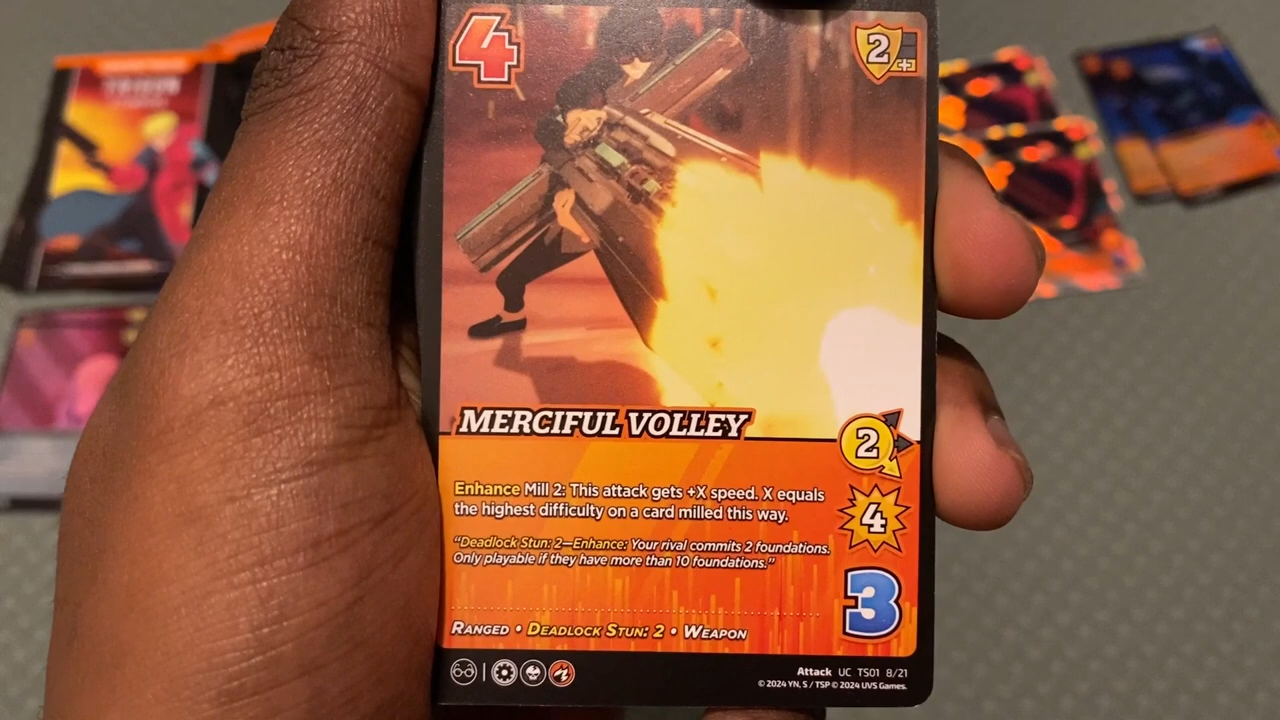 4
2
MERCIFUL VOLLEY
2
Enhance Mill 2: This attack gets +X speed. X equals
the highest difficulty on a card milled this way.
4
"Deadlock Stun: 2—Enhance: Your rival commits 2 foundations.
Only playable if they have more than 10 foundations."
3
RANGED • DEADLOCK STUN: 2 • WEAPON
Attack UC TS01 8/21
© 2024 YN, S / TSP © 2024 UVS Games.
TRIGUN